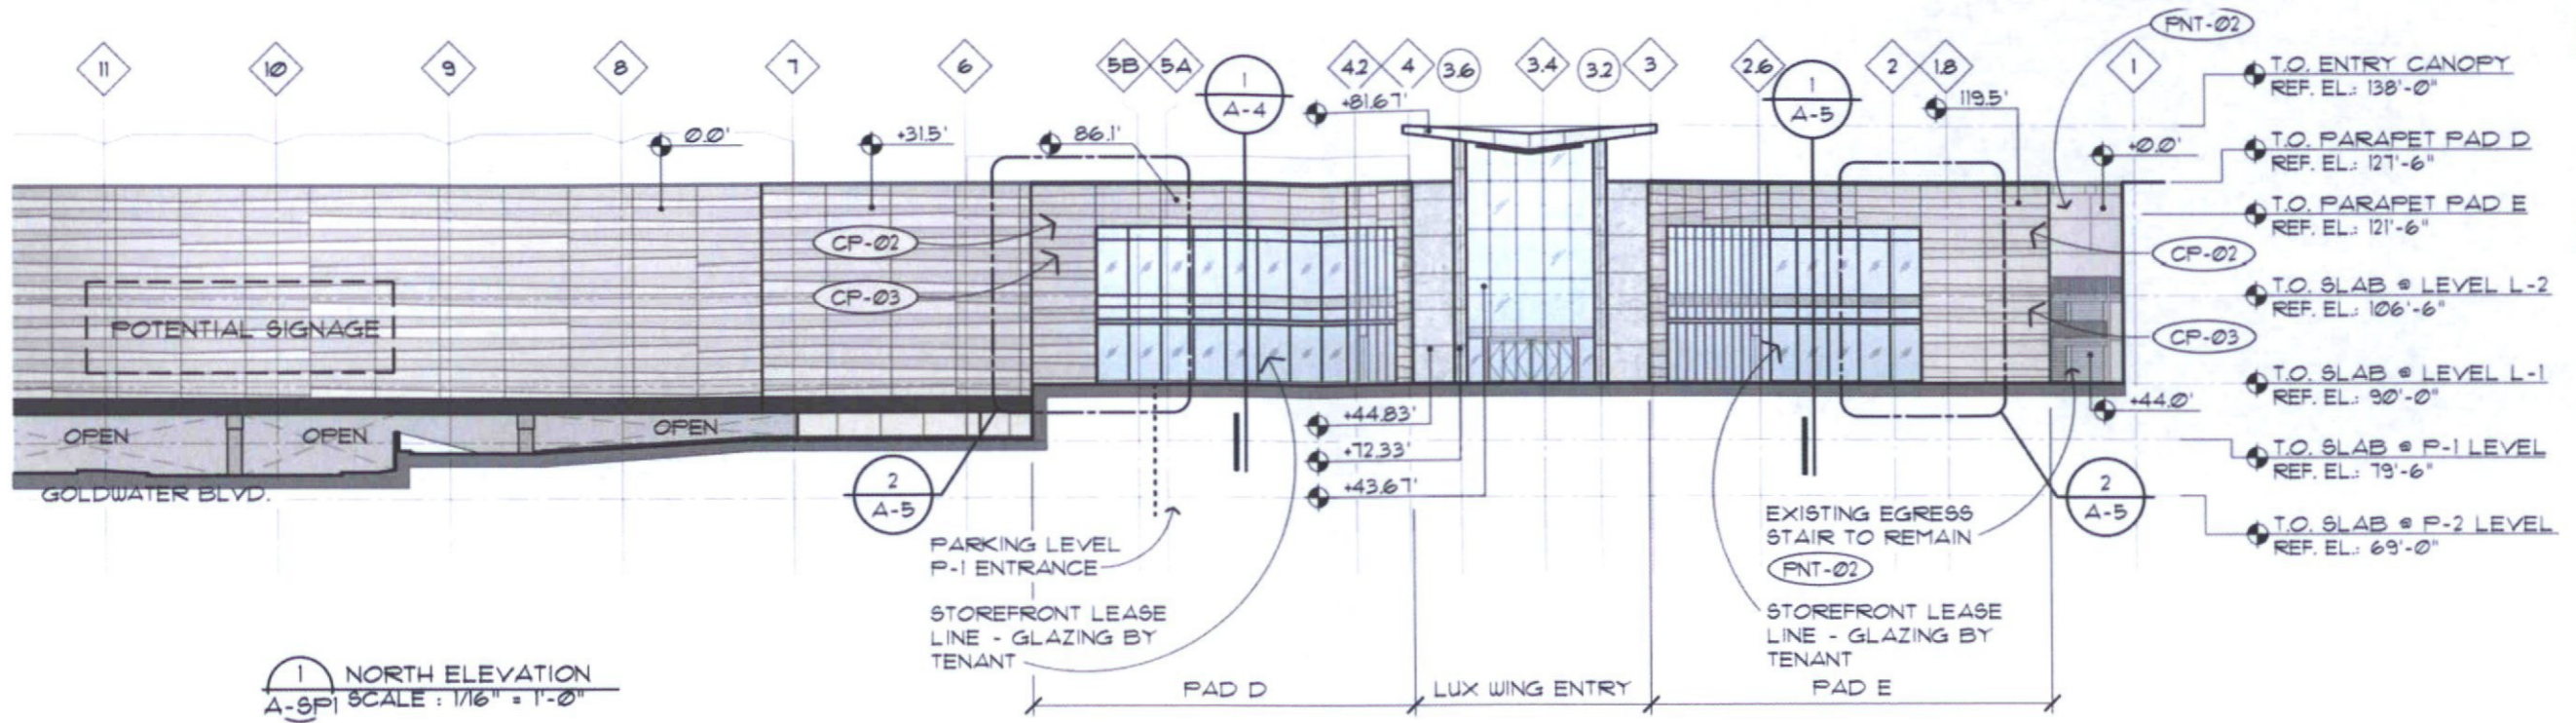 11
10
9
8
7
6
5B
5A
1
A-4
4.2
4
3.6
3.4
3.2
3
2.6
1
A-5
2
1.8
1
PNT-02
T.O. ENTRY CANOPY
REF. EL.: 138'-0"
0.0'
+31.5'
86.1'
+81.67'
119.5'
+0.0'
T.O. PARAPET PAD D
REF. EL.: 127'-6"
T.O. PARAPET PAD E
REF. EL.: 121'-6"
CP-02
CP-03
CP-02
CP-03
T.O. SLAB @ LEVEL L-2
REF. EL.: 106'-6"
POTENTIAL SIGNAGE
T.O. SLAB @ LEVEL L-1
REF. EL.: 90'-0"
OPEN
OPEN
OPEN
+44.83'
+72.33'
+43.67'
+44.0'
T.O. SLAB @ P-1 LEVEL
REF. EL.: 79'-6"
GOLDWATER BLVD.
2
A-5
2
A-5
T.O. SLAB @ P-2 LEVEL
REF. EL.: 69'-0"
PARKING LEVEL
P-1 ENTRANCE
STOREFRONT LEASE
LINE - GLAZING BY
TENANT
EXISTING EGRESS
STAIR TO REMAIN
PNT-02
STOREFRONT LEASE
LINE - GLAZING BY
TENANT
1
A-SP1
NORTH ELEVATION
SCALE : 1/16" = 1'-0"
PAD D
LUX WING ENTRY
PAD E